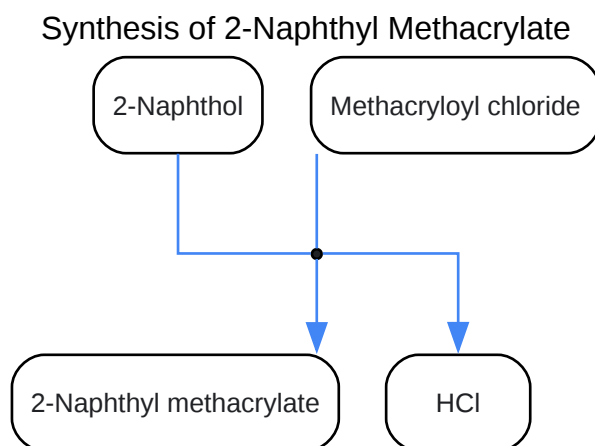 Synthesis of 2-Naphthyl Methacrylate
2-Naphthol
Methacryloyl chloride
2-Naphthyl methacrylate
HCl